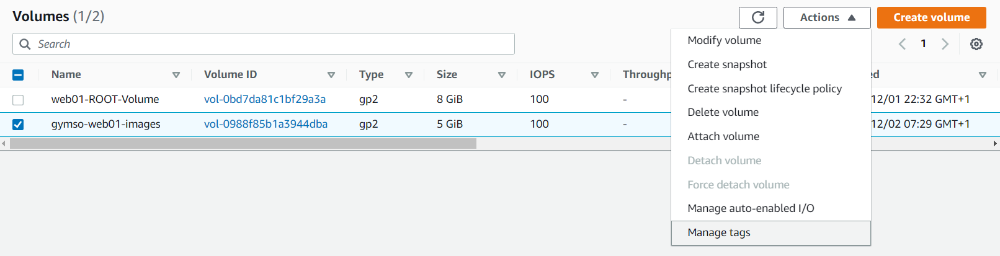 Volumes (1/2)
Actions
Create volume
Search
1
Name Volume ID Type Size IOPS Throughp ed
web01-ROOT-Volume vol-0bd7da81c1bf29a3a gp2 8 GiB 100 - 12/01 22:32 GMT+1
gymso-web01-images vol-0988f85b1a3944dba gp2 5 GiB 100 - 12/02 07:29 GMT+1
Modify volume
Create snapshot
Create snapshot lifecycle policy
Delete volume
Attach volume
Detach volume
Force detach volume
Manage auto-enabled I/O
Manage tags